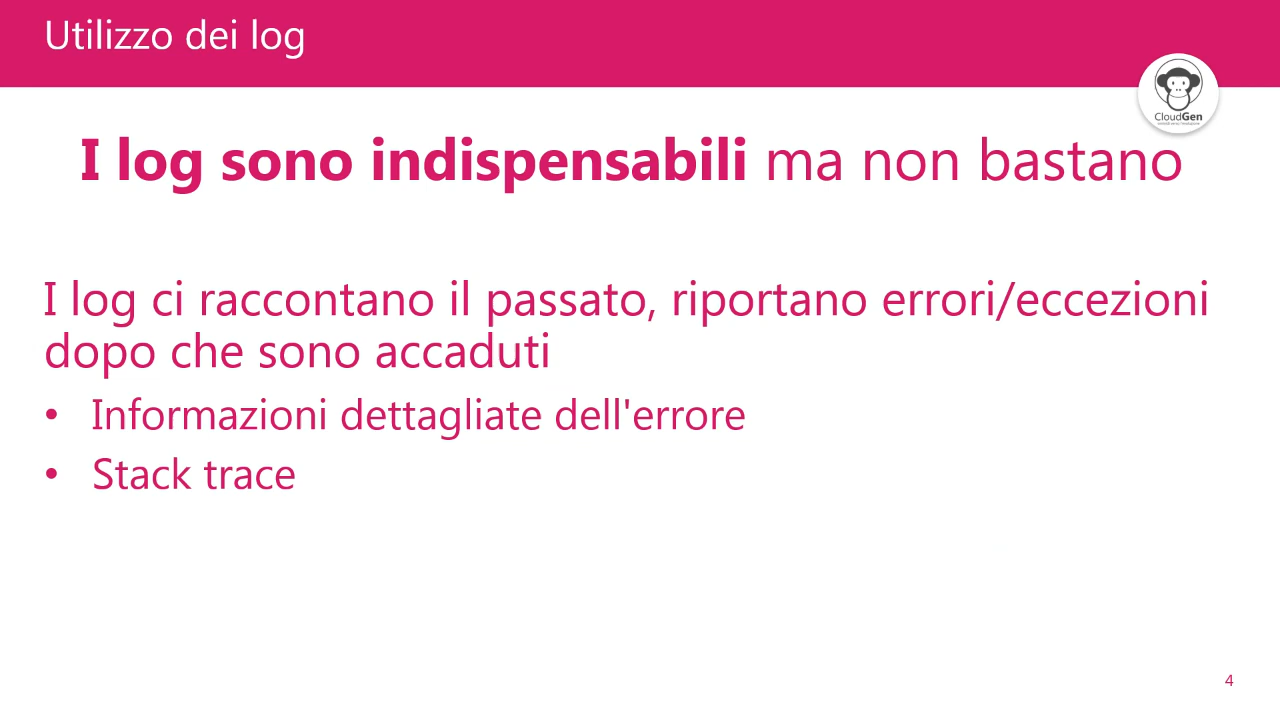 Utilizzo dei log
CloudGen
I log sono indispensabili ma non bastano
I log ci raccontano il passato, riportano errori/eccezioni
dopo che sono accaduti
• Informazioni dettagliate dell'errore
• Stack trace
4